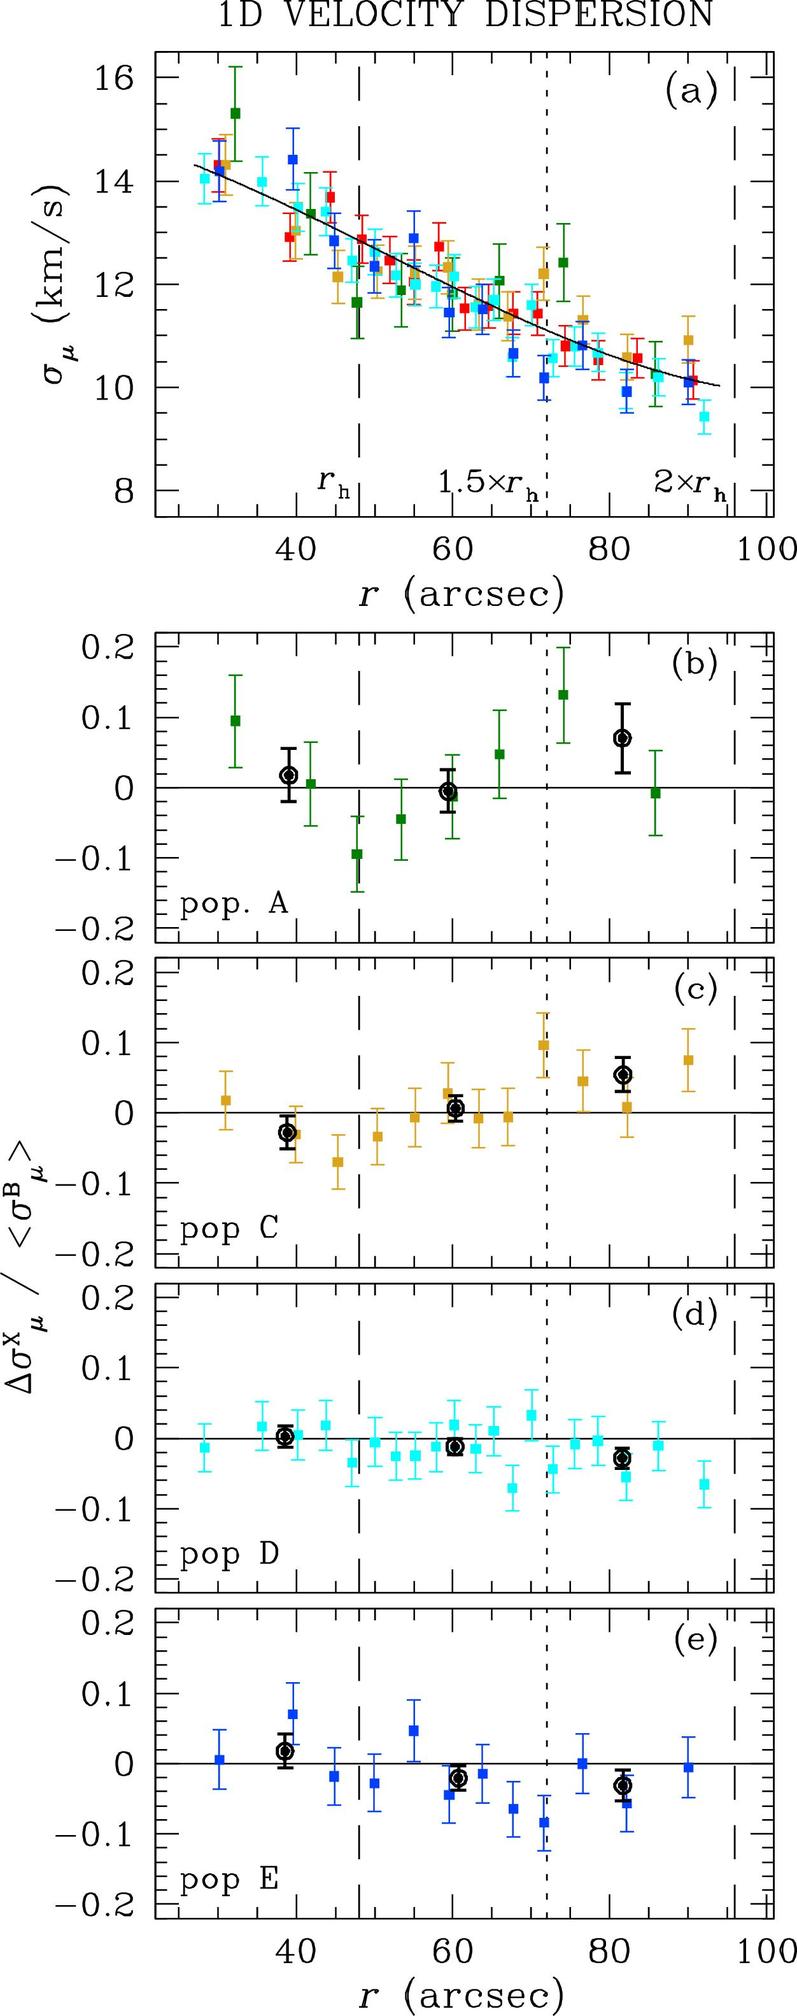 1D VELOCITY DISPERSION
(a)
16
14
12
10
8
σμ (km/s)
rh
1.5×rh
2×rh
40 60 80 100
r (arcsec)
(b)
0.2
0.1
0
−0.1
−0.2
pop. A
(c)
0.2
0.1
0
−0.1
−0.2
pop C
Δσ^X_μ / <σ^B_μ>
(d)
0.2
0.1
0
−0.1
−0.2
pop D
(e)
0.2
0.1
0
−0.1
−0.2
pop E
40 60 80 100
r (arcsec)